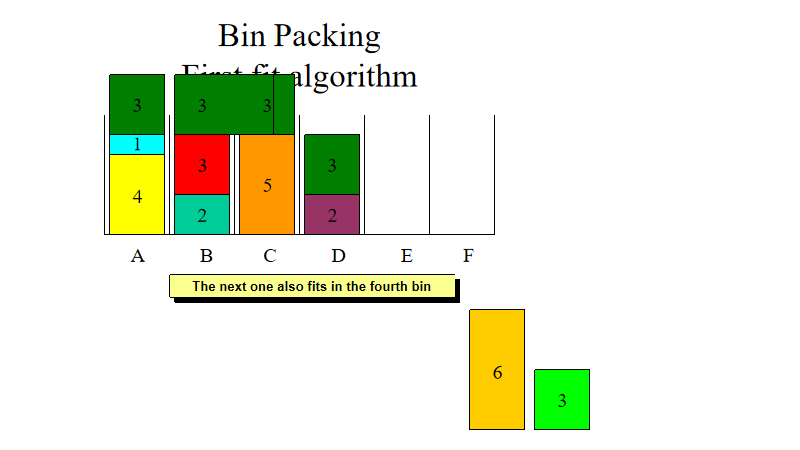 Bin Packing
First fit algorithm
3 3 3
1
3 3
4 5
2 2
A B C D E F
The next one also fits in the fourth bin
6
3